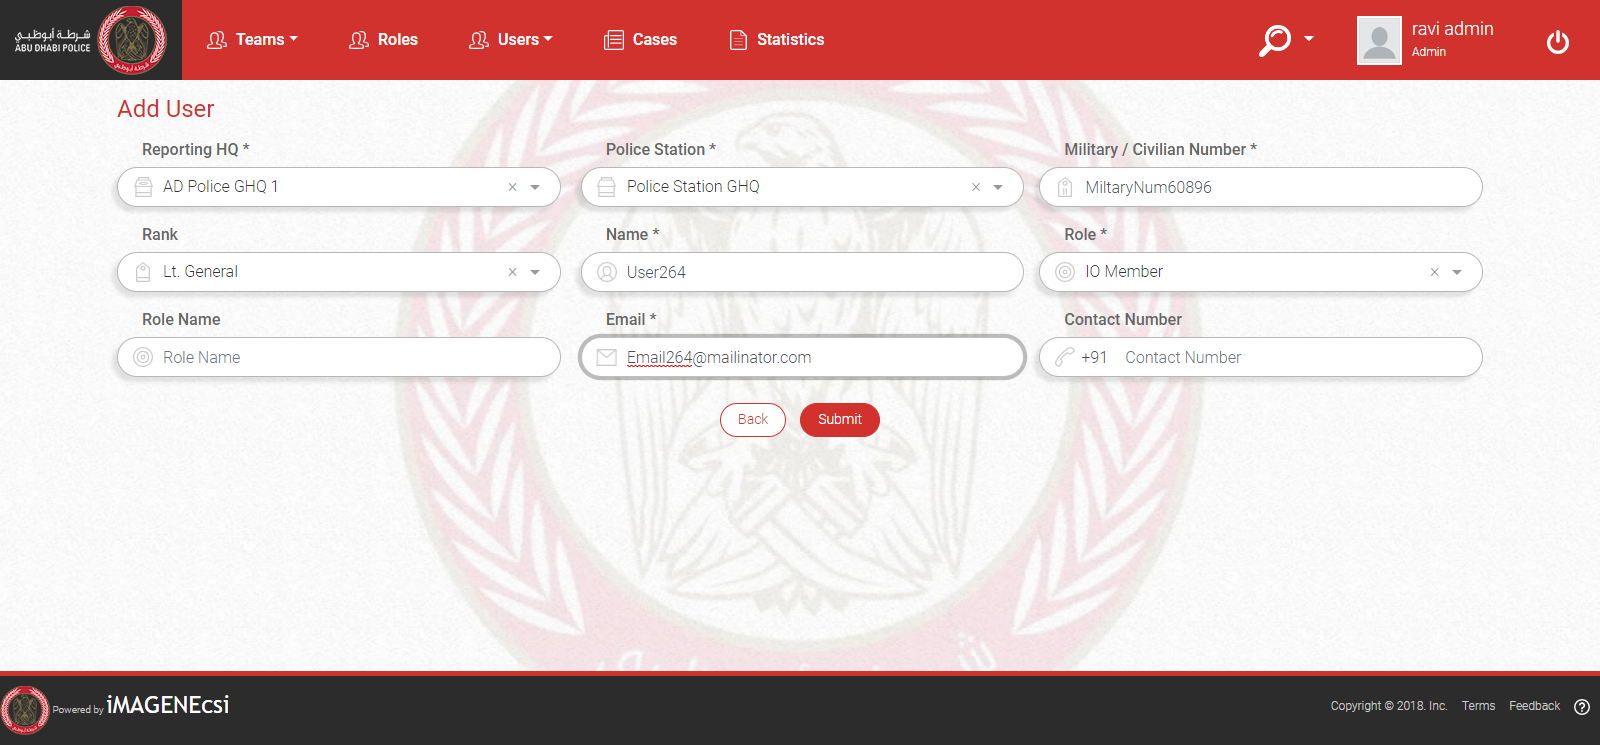 شرطة أبوظبي
ABU DHABI POLICE
Teams
Roles
Users
Cases
Statistics
ravi admin
Admin
Add User
Reporting HQ *
Police Station *
Military / Civilian Number *
AD Police GHQ 1
Police Station GHQ
MiltaryNum60896
Rank
Name *
Role *
Lt. General
User264
IO Member
Role Name
Email *
Contact Number
Role Name
Email264@mailinator.com
+91 Contact Number
Back
Submit
Powered by iMAGENEcsi
Copyright © 2018. Inc.
Terms
Feedback